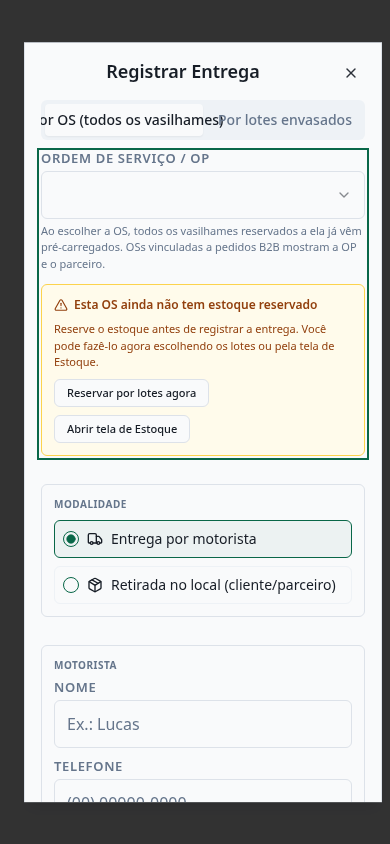 Registrar Entrega
or OS (todos os vasilhames)
Por lotes envasados
ORDEM DE SERVIÇO / OP
Ao escolher a OS, todos os vasilhames reservados a ela já vêm
pré-carregados. OSs vinculadas a pedidos B2B mostram a OP
e o parceiro.
Esta OS ainda não tem estoque reservado
Reserve o estoque antes de registrar a entrega. Você
pode fazê-lo agora escolhendo os lotes ou pela tela de
Estoque.
Reservar por lotes agora
Abrir tela de Estoque
MODALIDADE
Entrega por motorista
Retirada no local (cliente/parceiro)
MOTORISTA
NOME
Ex.: Lucas
TELEFONE
(00) 00000-0000